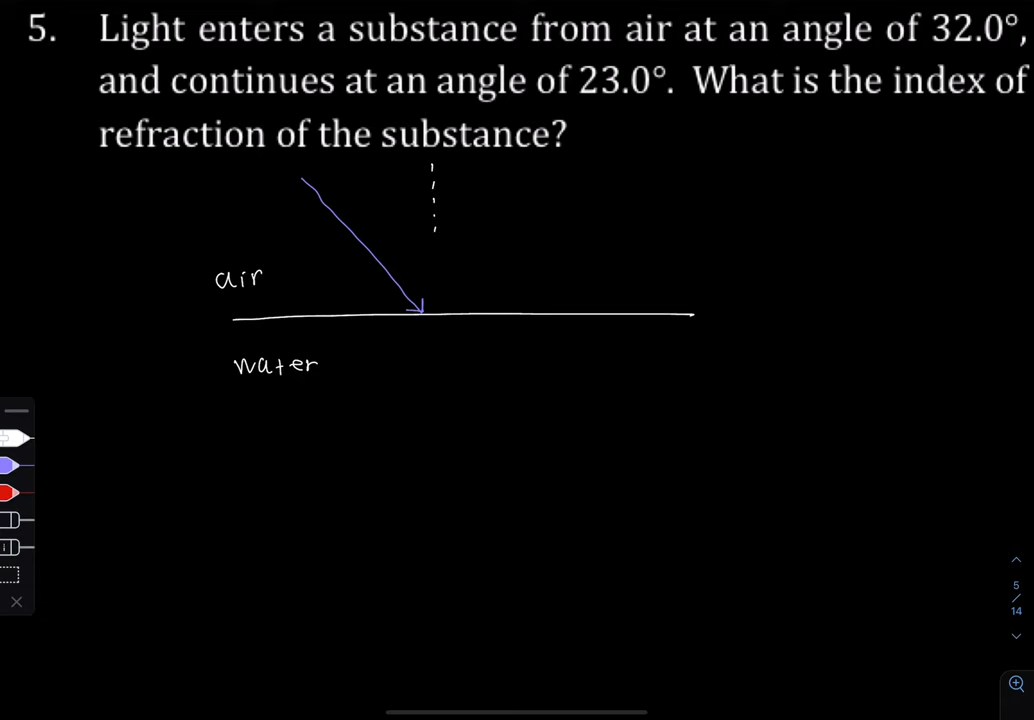 5. Light enters a substance from air at an angle of 32.0°,
and continues at an angle of 23.0°. What is the index of
refraction of the substance?
air
water
5
/
14